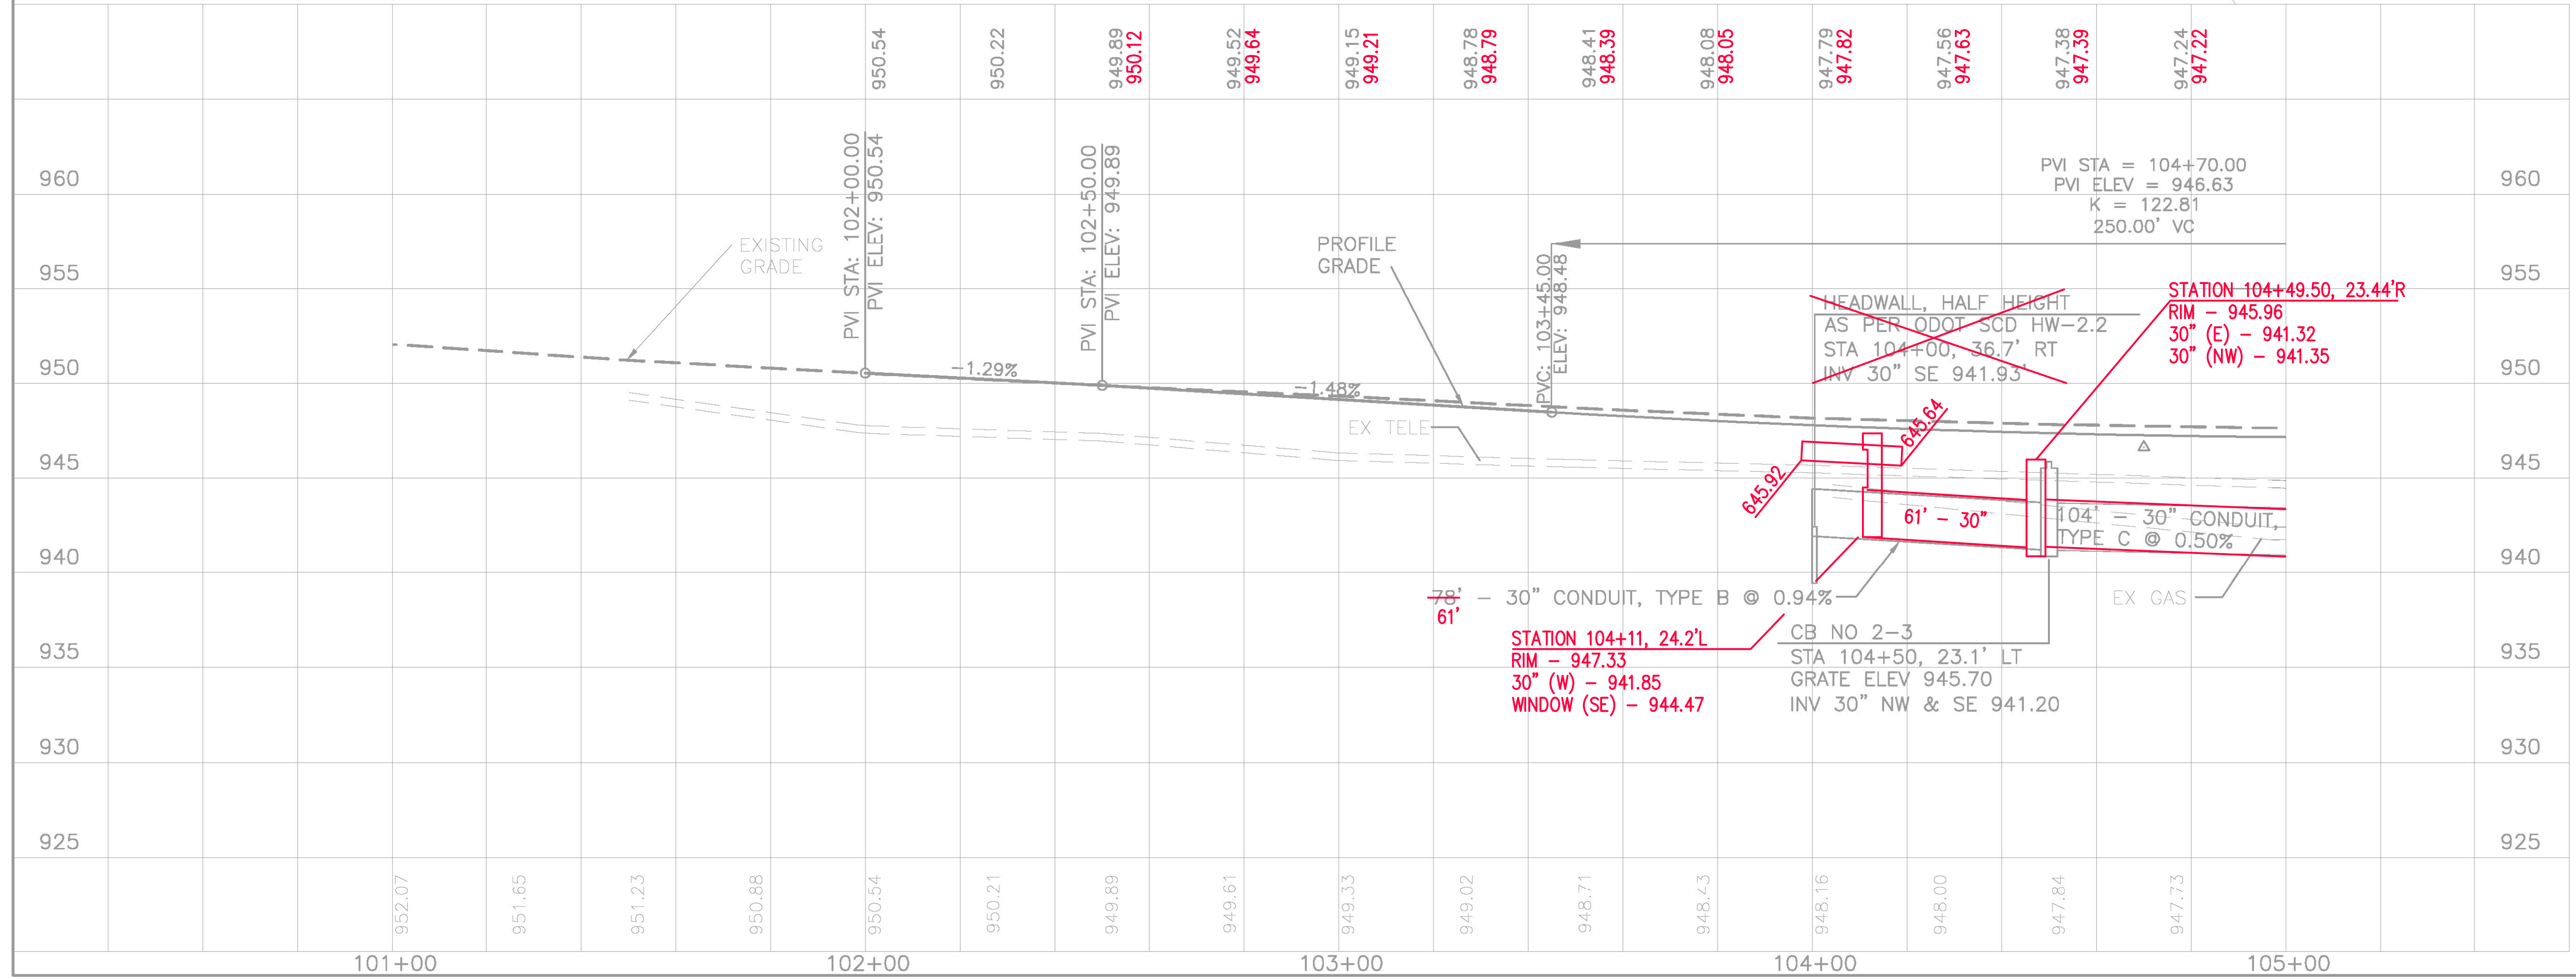 950.54
950.22
949.89
950.12
949.52
949.64
949.15
949.21
948.78
948.79
948.41
948.39
948.08
948.05
947.79
947.82
947.56
947.63
947.38
947.39
947.24
947.22
960
955
950
945
940
935
930
925
EXISTING
GRADE
PVI STA: 102+00.00
PVI ELEV: 950.54
-1.29%
PVI STA: 102+50.00
PVI ELEV: 949.89
-1.48%
PROFILE
GRADE
EX TELE
PVC: 103+45.00
ELEV: 948.48
PVI STA = 104+70.00
PVI ELEV = 946.63
K = 122.81
250.00' VC
HEADWALL, HALF HEIGHT
AS PER ODOT SCD HW-2.2
STA 104+00, 36.7' RT
INV 30" SE 941.93'
STATION 104+49.50, 23.44'R
RIM - 945.96
30" (E) - 941.32
30" (NW) - 941.35
645.92
645.64
61' - 30"
104' - 30" CONDUIT,
TYPE C @ 0.50%
78' - 30" CONDUIT, TYPE B @ 0.94%
61'
EX GAS
STATION 104+11, 24.2'L
RIM - 947.33
30" (W) - 941.85
WINDOW (SE) - 944.47
CB NO 2-3
STA 104+50, 23.1' LT
GRATE ELEV 945.70
INV 30" NW & SE 941.20
960
955
950
945
940
935
930
925
952.07
951.65
951.23
950.88
950.54
950.21
949.89
949.61
949.33
949.02
948.71
948.43
948.16
948.00
947.84
947.73
101+00
102+00
103+00
104+00
105+00